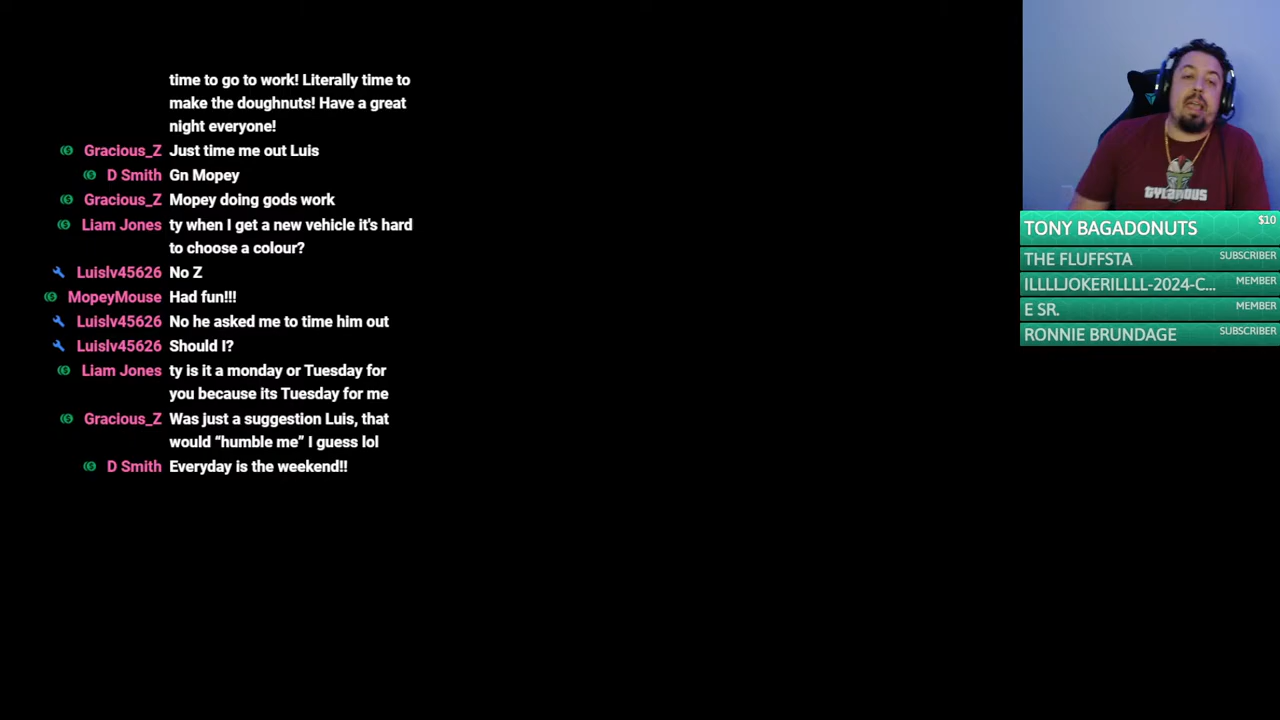 time to go to work! Literally time to
make the doughnuts! Have a great
night everyone!
Gracious_Z Just time me out Luis
D Smith Gn Mopey
Gracious_Z Mopey doing gods work
Liam Jones ty when I get a new vehicle it's hard
to choose a colour?
Luislv45626 No Z
MopeyMouse Had fun!!!
Luislv45626 No he asked me to time him out
Luislv45626 Should I?
Liam Jones ty is it a monday or Tuesday for
you because its Tuesday for me
Gracious_Z Was just a suggestion Luis, that
would “humble me” I guess lol
D Smith Everyday is the weekend!!
TYLANOUS
TONY BAGADONUTS $10
THE FLUFFSTA SUBSCRIBER
ILLLLJOKERILLLL-2024-C... MEMBER
E SR. MEMBER
RONNIE BRUNDAGE SUBSCRIBER